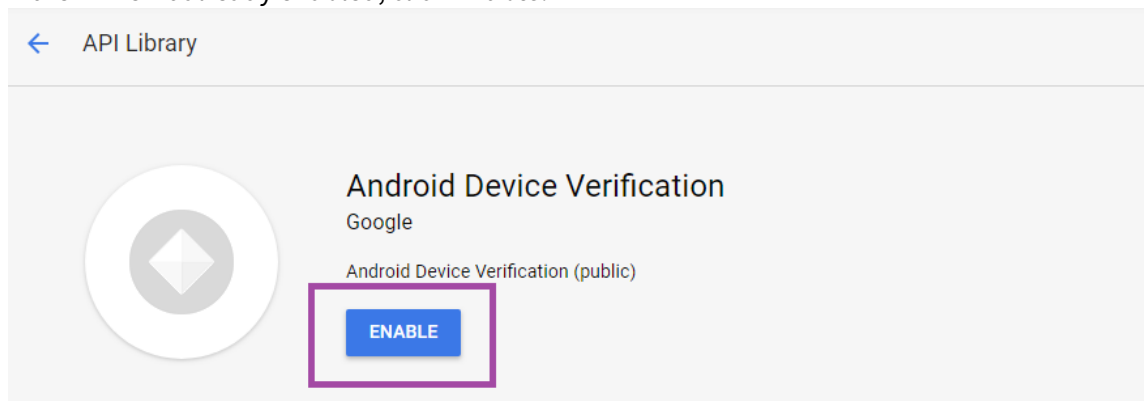 API Library
Android Device Verification
Google
Android Device Verification (public)
ENABLE